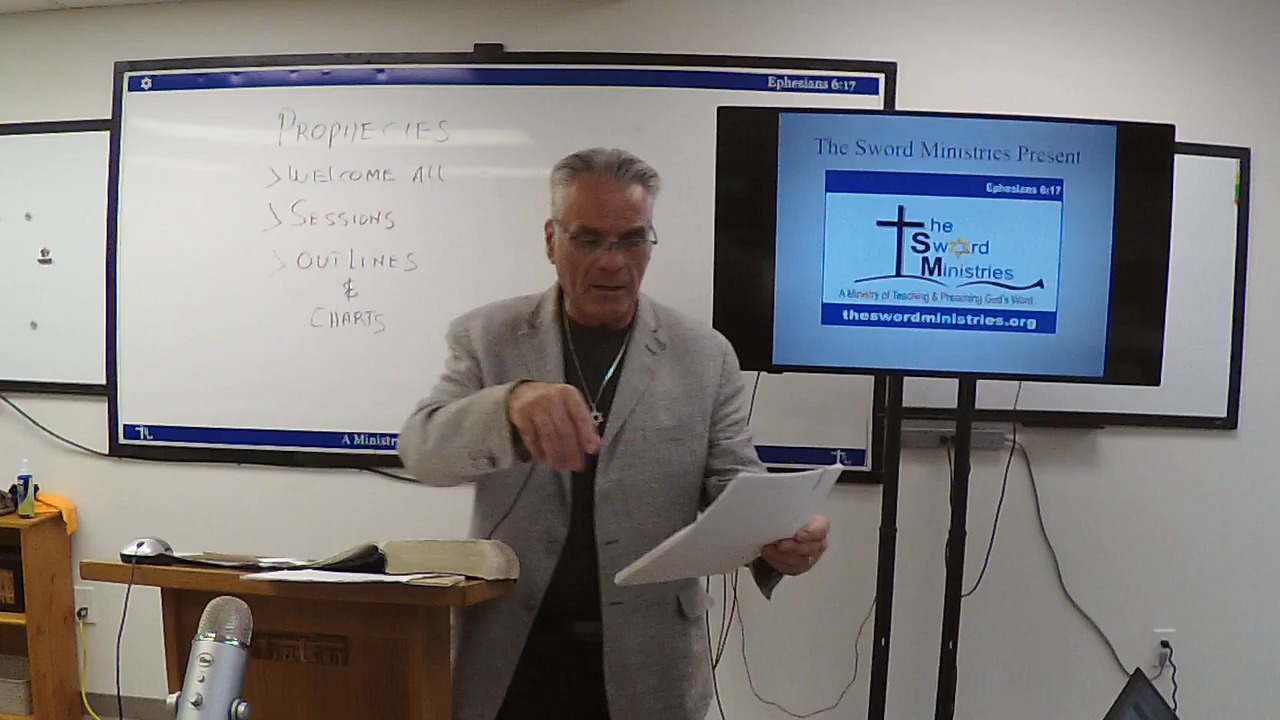 Ephesians 6:17
PROPHECIES
> WELCOME ALL
> SESSIONS
> OUTLINES
&
CHARTS
A Ministry
The Sword Ministries Present
Ephesians 6:17
The
Sword
Ministries
A Ministry of Teaching & Preaching God's Word
theswordministries.org